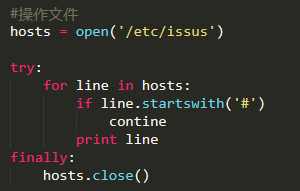 #操作文件
hosts = open('/etc/issus')

try:
    for line in hosts:
        if line.startswith('#')
            contine
        print line
finally:
    hosts.close()